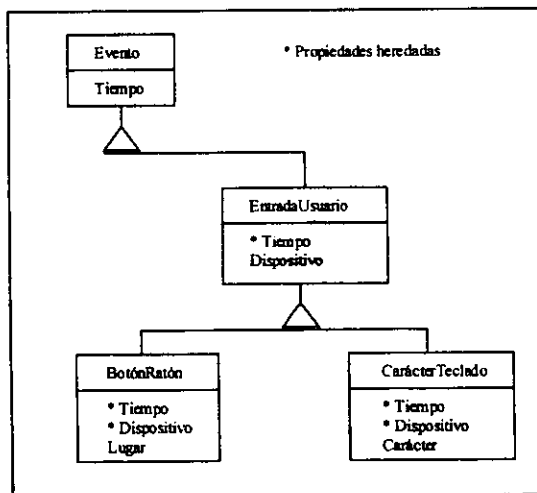 Evento
* Propiedades heredadas
Tiempo
EntradaUsuario
* Tiempo
Dispositivo
BotónRatón
CarácterTeclado
* Tiempo
* Dispositivo
Lugar
* Tiempo
* Dispositivo
Carácter